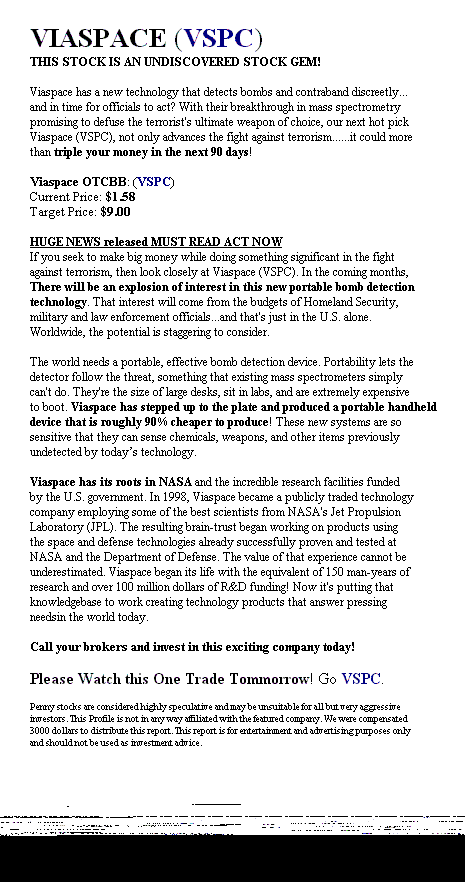 VIASPACE (VSPC)
THIS STOCK IS AN UNDISCOVERED STOCK GEM!
Viaspace has a new technology that detects bombs and contraband discreetly...
and in time for officials to act? With their breakthrough in mass spectrometry
promising to defuse the terrorist's ultimate weapon of choice, our next hot pick
Viaspace (VSPC), not only advances the fight against terrorism......it could more
than triple your money in the next 90 days!
Viaspace OTCBB: (VSPC)
Current Price: $1.58
Target Price: $9.00
HUGE NEWS released MUST READ ACT NOW
If you seek to make big money while doing something significant in the fight
against terrorism, then look closely at Viaspace (VSPC). In the coming months,
There will be an explosion of interest in this new portable bomb detection
technology. That interest will come from the budgets of Homeland Security,
military and law enforcement officials...and that's just in the U.S. alone.
Worldwide, the potential is staggering to consider.
The world needs a portable, effective bomb detection device. Portability lets the
detector follow the threat, something that existing mass spectrometers simply
can't do. They're the size of large desks, sit in labs, and are extremely expensive
to boot. Viaspace has stepped up to the plate and produced a portable handheld
device that is roughly 90% cheaper to produce! These new systems are so
sensitive that they can sense chemicals, weapons, and other items previously
undetected by today's technology.
Viaspace has its roots in NASA and the incredible research facilities funded
by the U.S. government. In 1998, Viaspace became a publicly traded technology
company employing some of the best scientists from NASA's Jet Propulsion
Laboratory (JPL). The resulting brain-trust began working on products using
the space and defense technologies already successfully proven and tested at
NASA and the Department of Defense. The value of that experience cannot be
underestimated. Viaspace began its life with the equivalent of 150 man-years of
research and over 100 million dollars of R&D funding! Now it's putting that
knowledgebase to work creating technology products that answer pressing
needsin the world today.
Call your brokers and invest in this exciting company today!
Please Watch this One Trade Tommorrow! Go VSPC.
Penny stocks are considered highly speculative and may be unsuitable for all but very aggressive
investors. This Profile is not in any way affiliated with the featured company. We were compensated
3000 dollars to distribute this report. This report is for entertainment and advertising purposes only
and should not be used as investment advice.